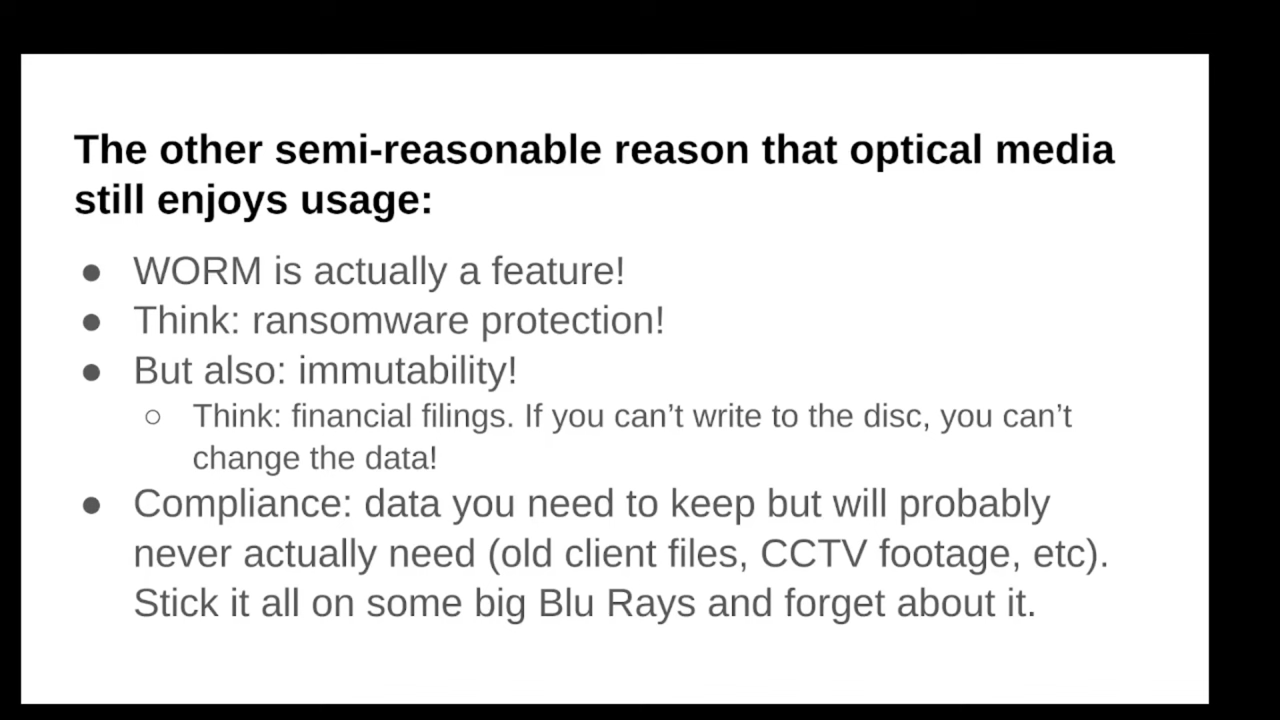 The other semi-reasonable reason that optical media
still enjoys usage:
● WORM is actually a feature!
● Think: ransomware protection!
● But also: immutability!
○ Think: financial filings. If you can’t write to the disc, you can’t
change the data!
● Compliance: data you need to keep but will probably
never actually need (old client files, CCTV footage, etc).
Stick it all on some big Blu Rays and forget about it.